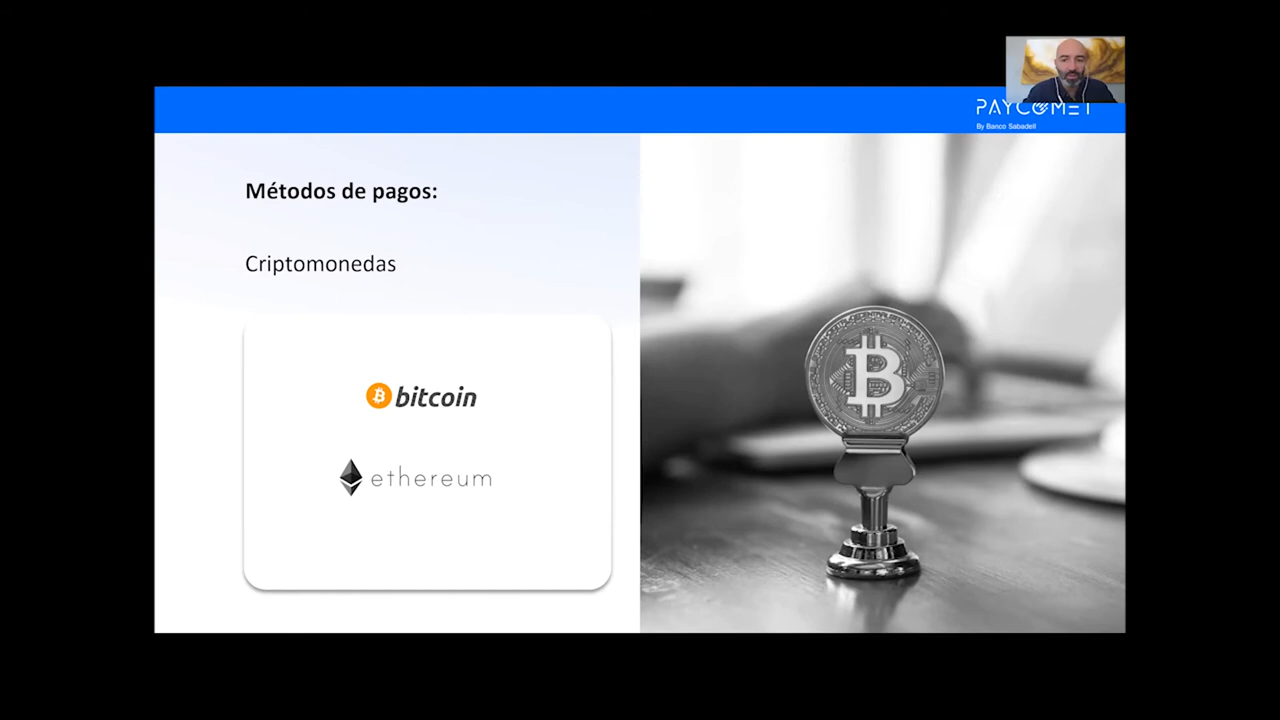 PAYCOMET
By Banco Sabadell
Métodos de pagos:
Criptomonedas
bitcoin
ethereum